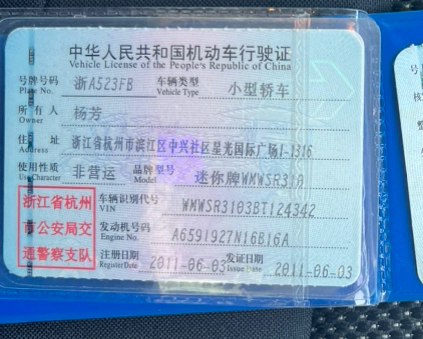 中华人民共和国机动车行驶证
Vehicle License of the People's Republic of China
号牌号码 浙A523FB 车辆类型 小型轿车
Plate No. Vehicle Type
所有人 杨芳
Owner
住址 浙江省杭州市滨江区中兴社区星光国际广场1-1316
Address
使用性质 非营运 品牌型号 迷你牌WMWSR310
Use Character Model
浙江省杭州市公安局交通警察支队
车辆识别代号 WMWSR3103BT124342
VIN
发动机号码 A6591927N16B16A
Engine No.
注册日期 2011-06-03 发证日期 2011-06-03
Register Date Issue Date
号